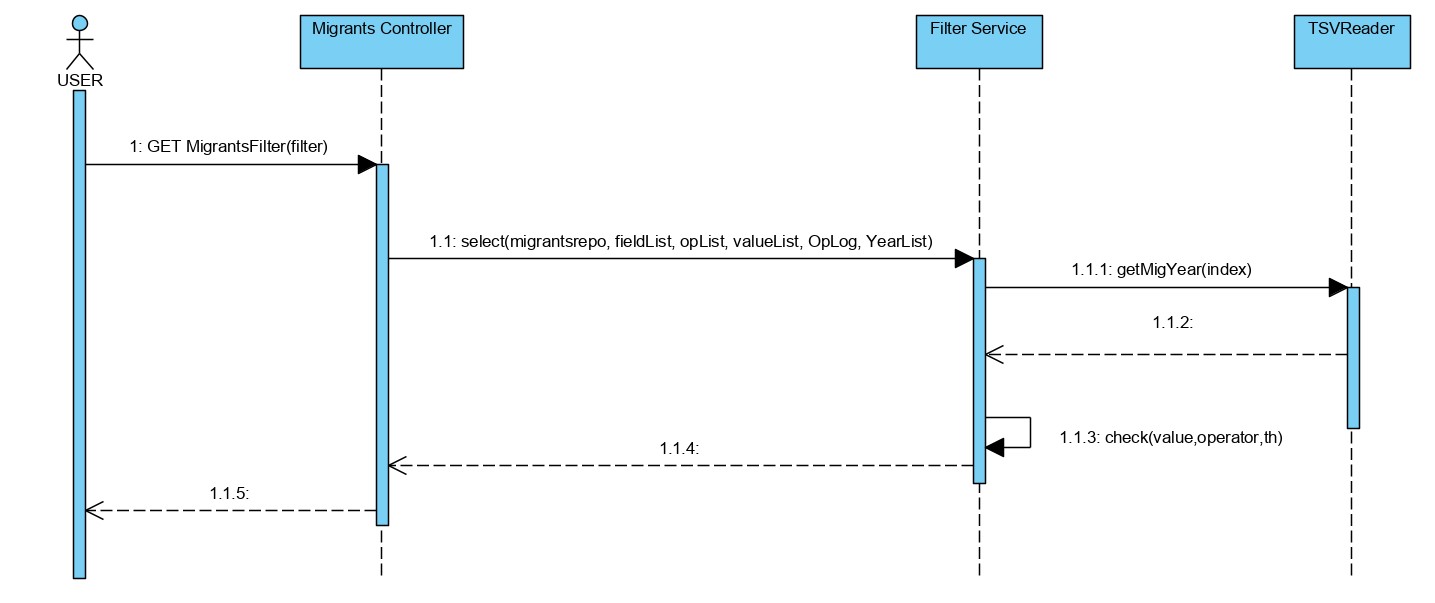 Migrants Controller
Filter Service
TSVReader
USER
1: GET MigrantsFilter(filter)
1.1: select(migrantsrepo, fieldList, opList, valueList, OpLog, YearList)
1.1.1: getMigYear(index)
1.1.2:
1.1.3: check(value,operator,th)
1.1.4:
1.1.5: